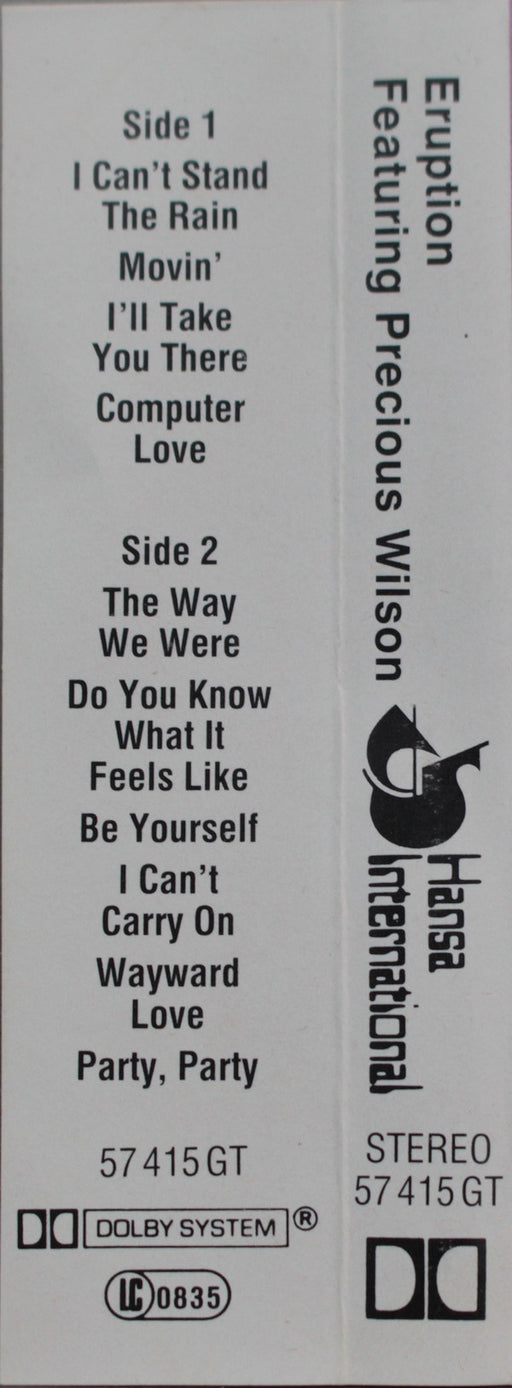 Side 1
I Can't Stand
The Rain
Movin'
I'll Take
You There
Computer
Love
Side 2
The Way
We Were
Do You Know
What It
Feels Like
Be Yourself
I Can't
Carry On
Wayward
Love
Party, Party
57 415 GT
DOLBY SYSTEM ®
LC 0835
Eruption
Featuring Precious Wilson
Hansa
International
STEREO
57 415 GT